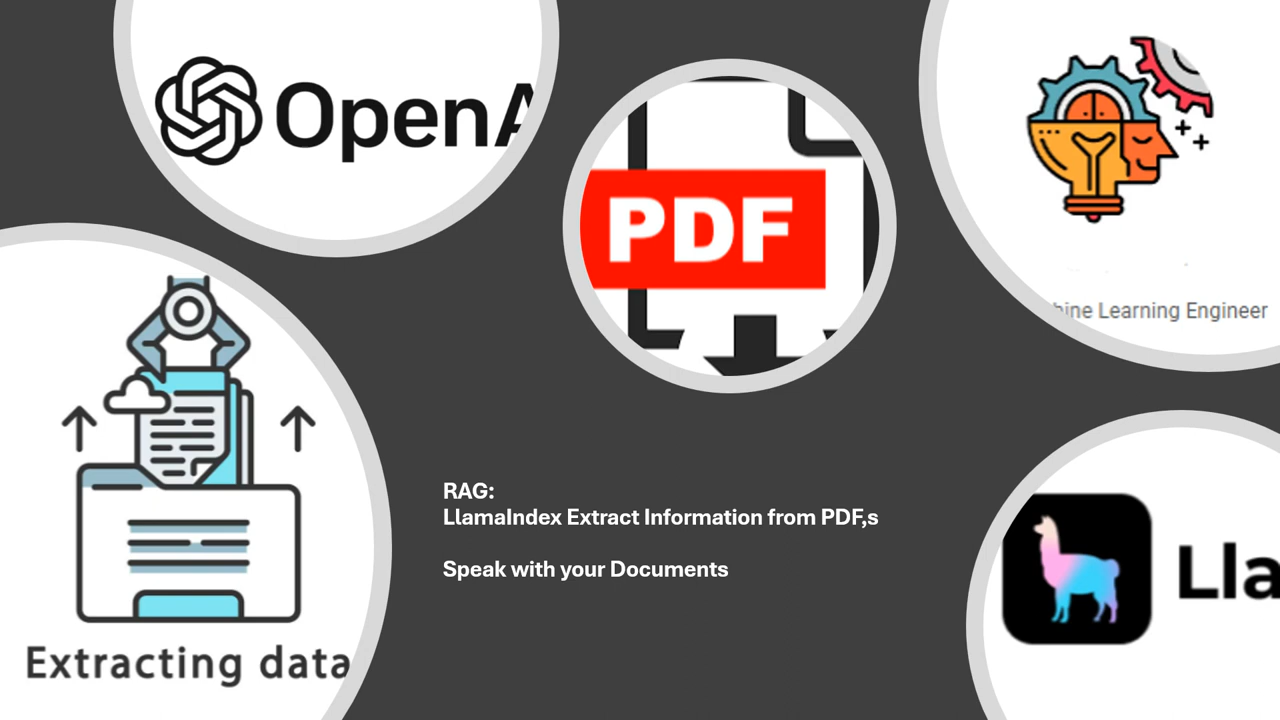 OpenA
PDF
hine Learning Engineer
Extracting data
RAG:
LlamaIndex Extract Information from PDF,s
Speak with your Documents
Lla